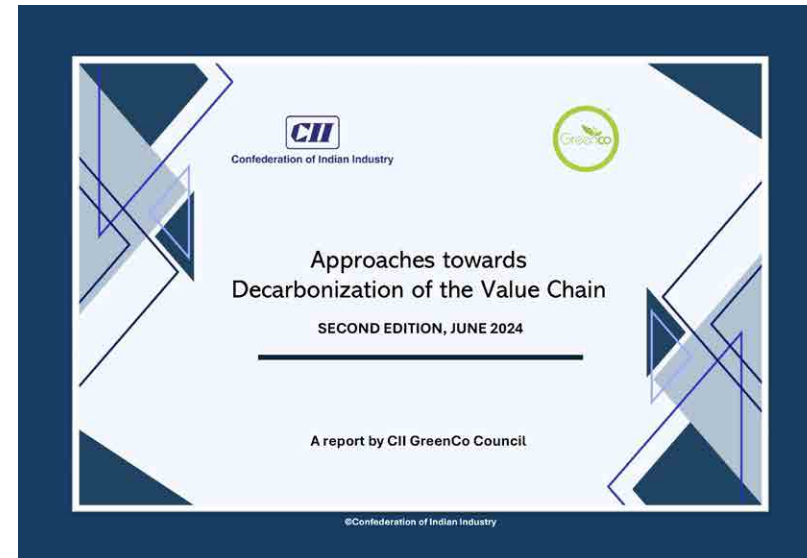 CII
Confederation of Indian Industry
GreenCo
Approaches towards
Decarbonization of the Value Chain
SECOND EDITION, JUNE 2024
A report by CII GreenCo Council
©Confederation of Indian Industry